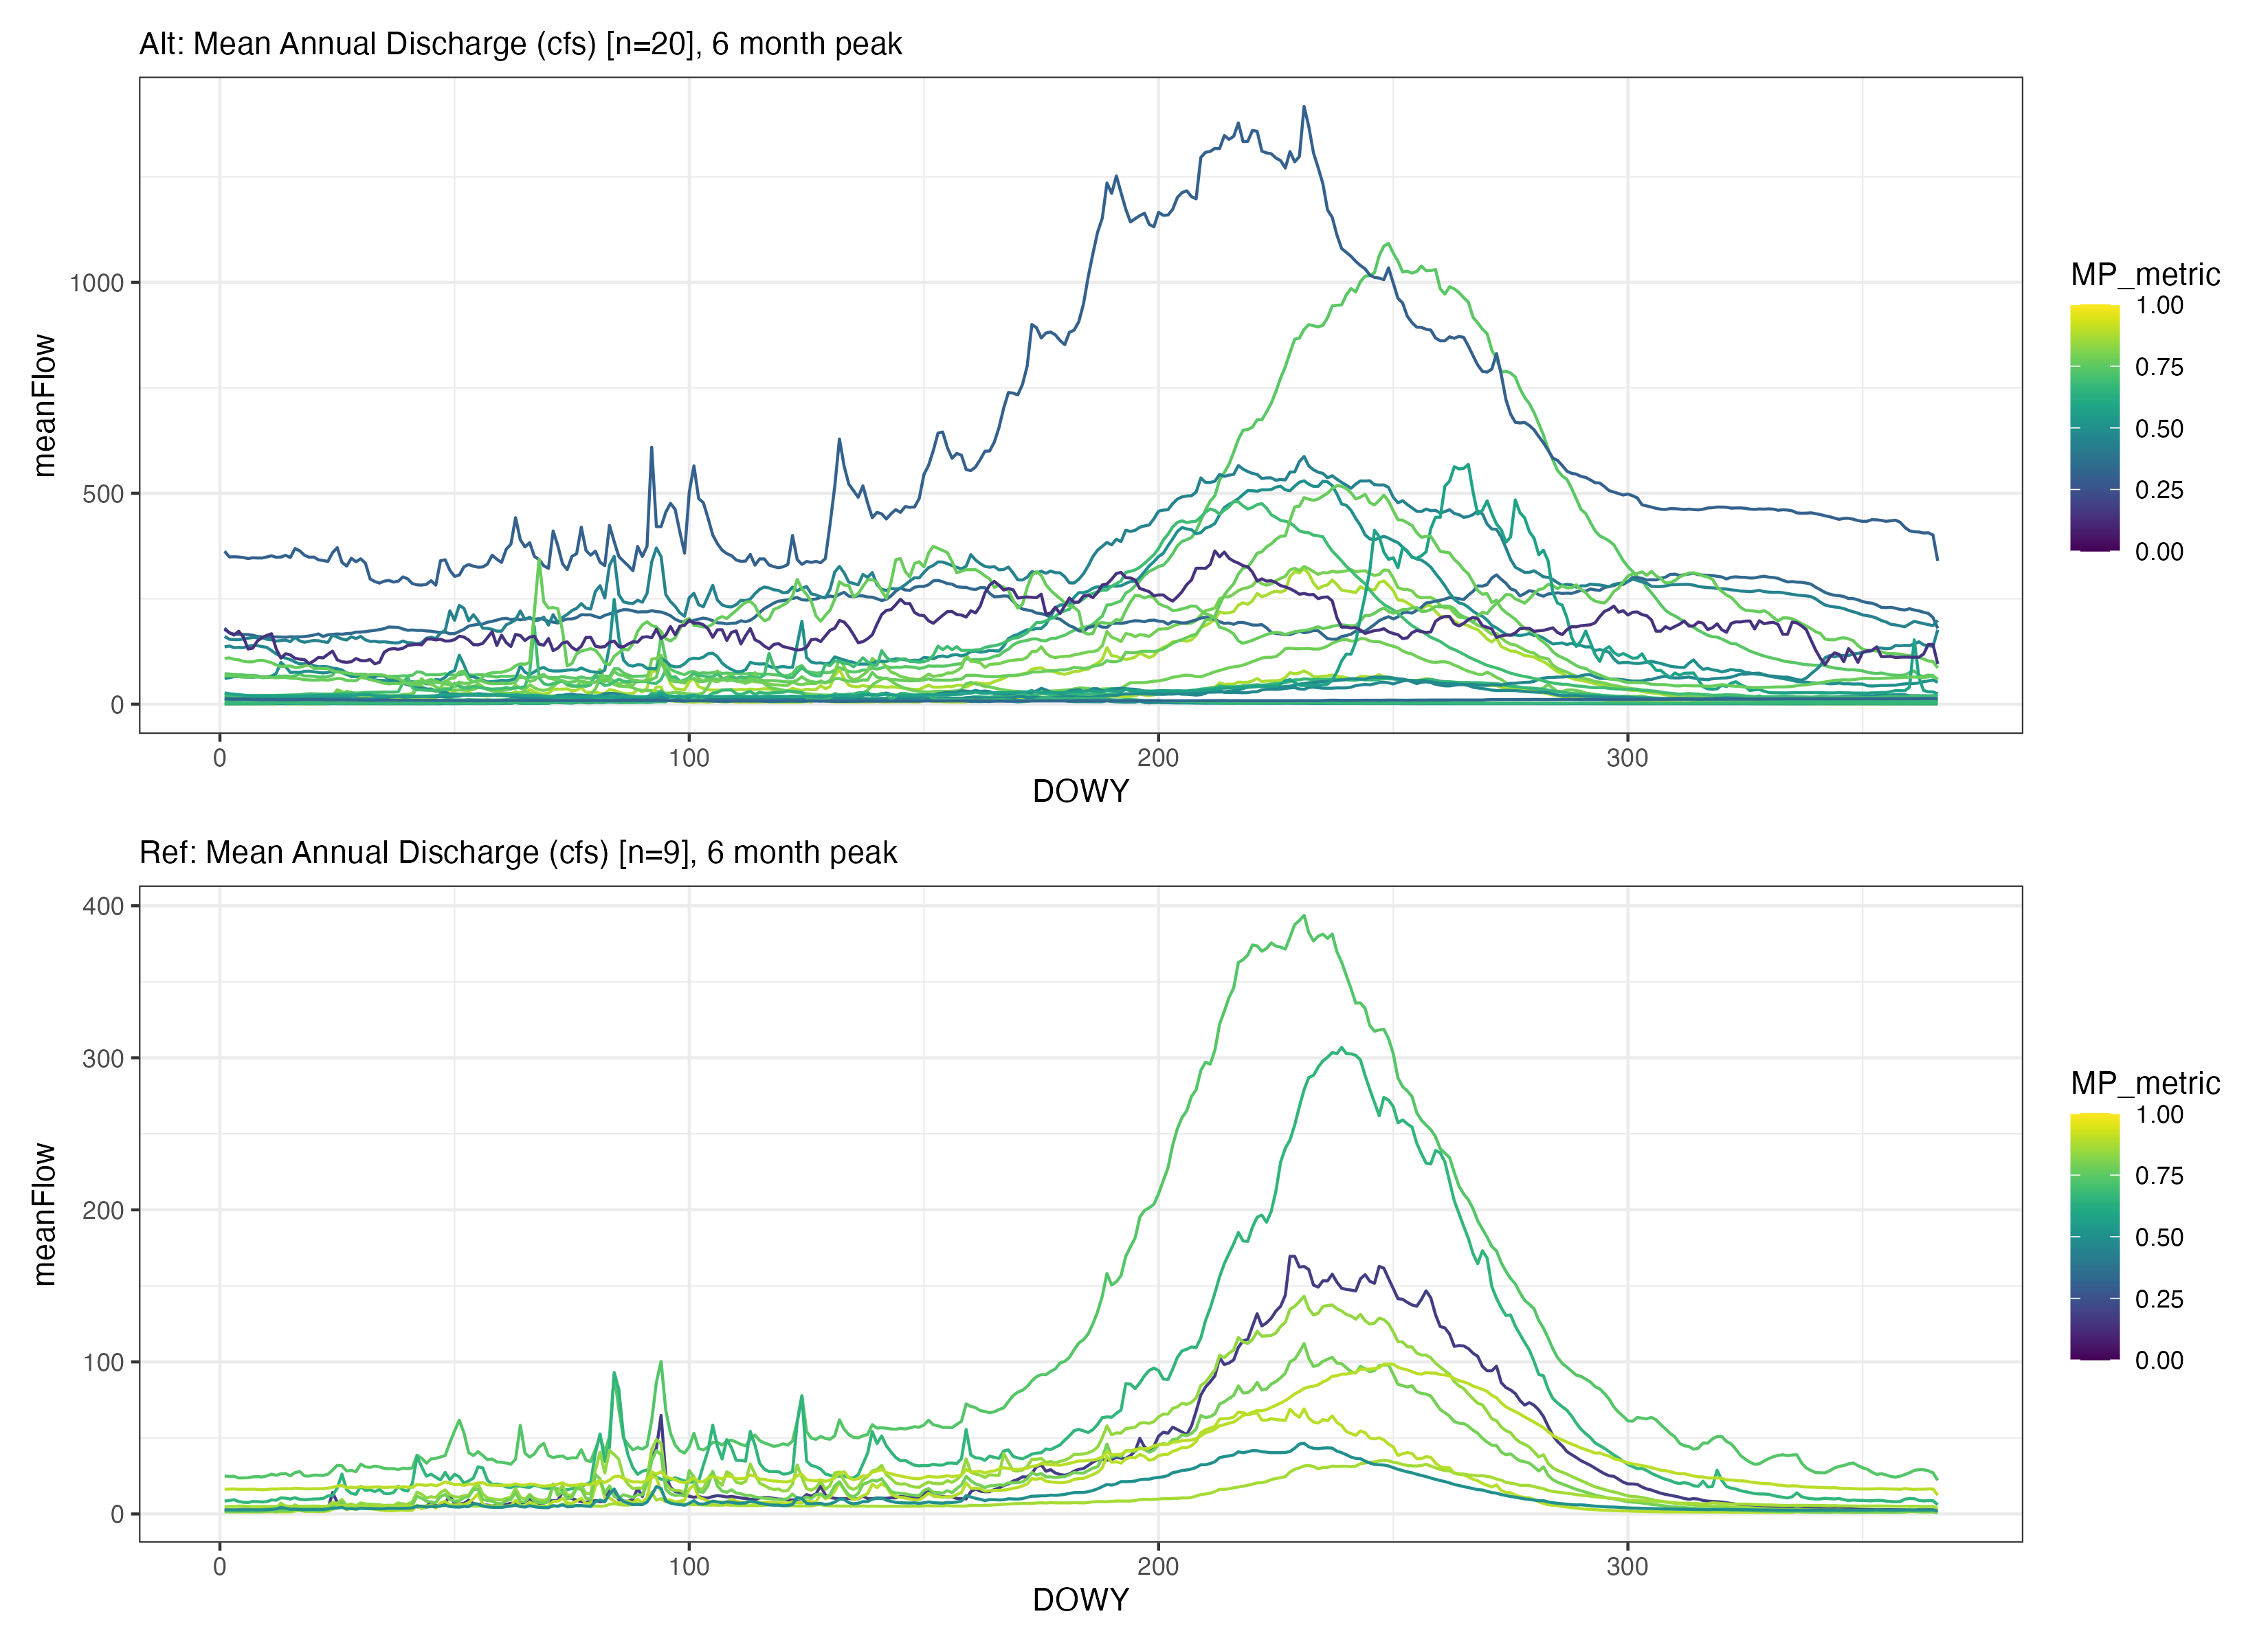 Alt: Mean Annual Discharge (cfs) [n=20], 6 month peak
meanFlow
1000
500
0
0 100 200 300
DOWY
MP_metric
1.00
0.75
0.50
0.25
0.00
Ref: Mean Annual Discharge (cfs) [n=9], 6 month peak
meanFlow
400
300
200
100
0
0 100 200 300
DOWY
MP_metric
1.00
0.75
0.50
0.25
0.00